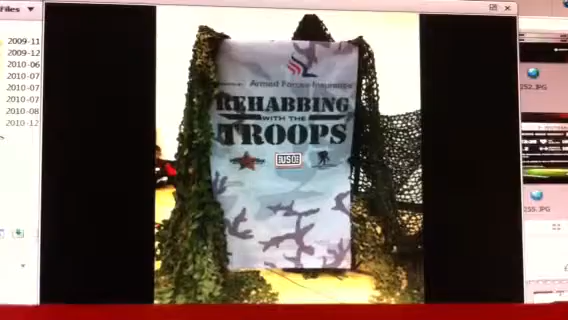 Files
2009-11
2009-12
2010-06
2010-07
2010-07
2010-07
2010-08
2010-12
Armed Forces Insurance
REHABBING
WITH THE
TROOPS
USO
252.JPG
255.JPG